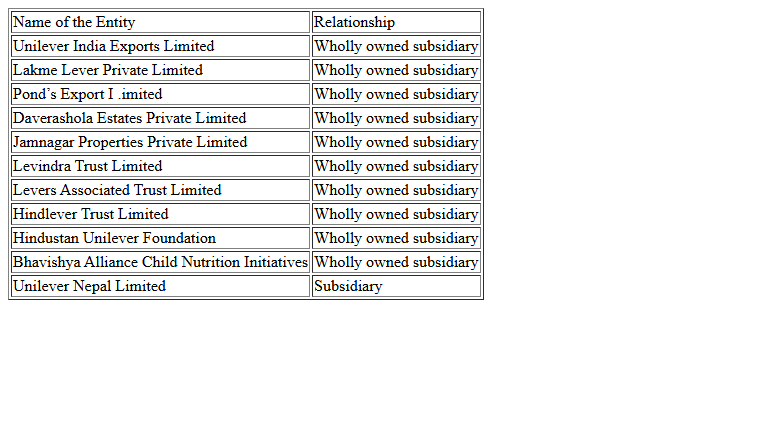 Name of the Entity Relationship
Unilever India Exports Limited Wholly owned subsidiary
Lakme Lever Private Limited Wholly owned subsidiary
Pond’s Export I .imited Wholly owned subsidiary
Daverashola Estates Private Limited Wholly owned subsidiary
Jamnagar Properties Private Limited Wholly owned subsidiary
Levindra Trust Limited Wholly owned subsidiary
Levers Associated Trust Limited Wholly owned subsidiary
Hindlever Trust Limited Wholly owned subsidiary
Hindustan Unilever Foundation Wholly owned subsidiary
Bhavishya Alliance Child Nutrition Initiatives Wholly owned subsidiary
Unilever Nepal Limited Subsidiary